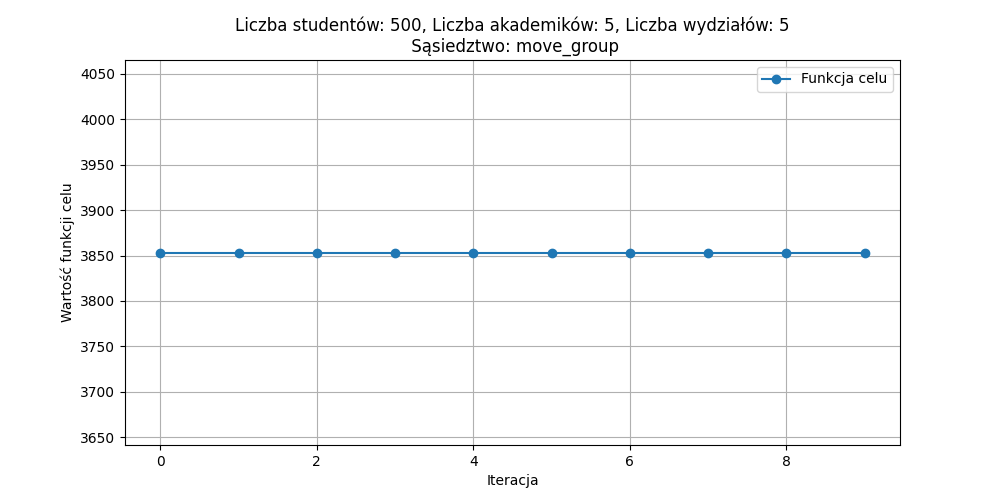 Liczba studentów: 500, Liczba akademików: 5, Liczba wydziałów: 5
Sąsiedztwo: move_group
Funkcja celu
Wartość funkcji celu
4050
4000
3950
3900
3850
3800
3750
3700
3650
0 2 4 6 8
Iteracja